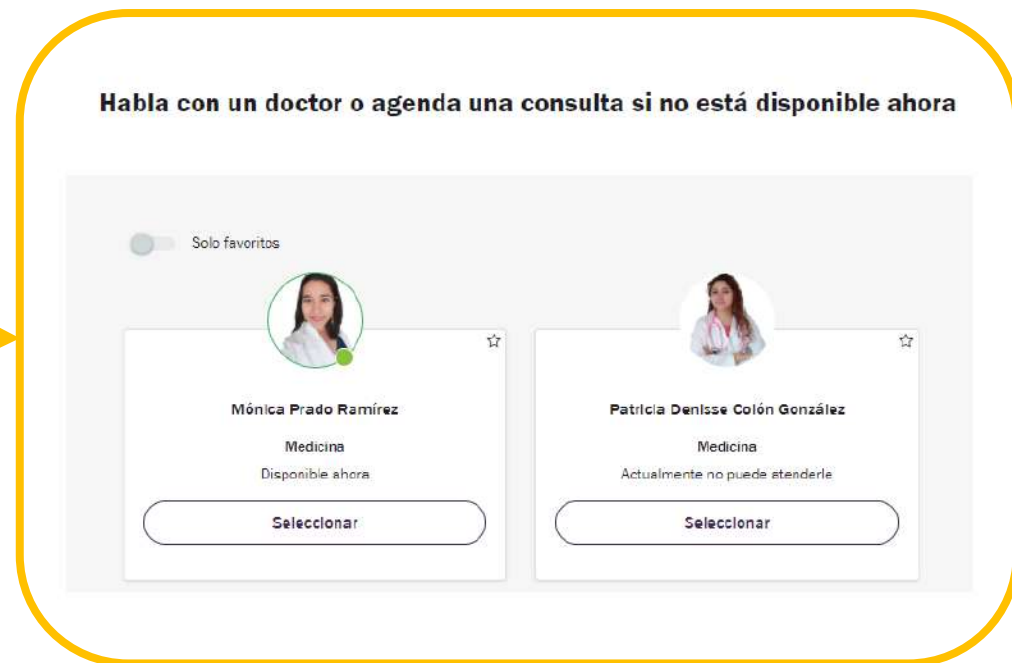 Habla con un doctor o agenda una consulta si no está disponible ahora
Solo favoritos
Mónica Prado Ramírez
Medicina
Disponible ahora
Seleccionar
Patricia Denisse Colón González
Medicina
Actualmente no puede atenderle
Seleccionar